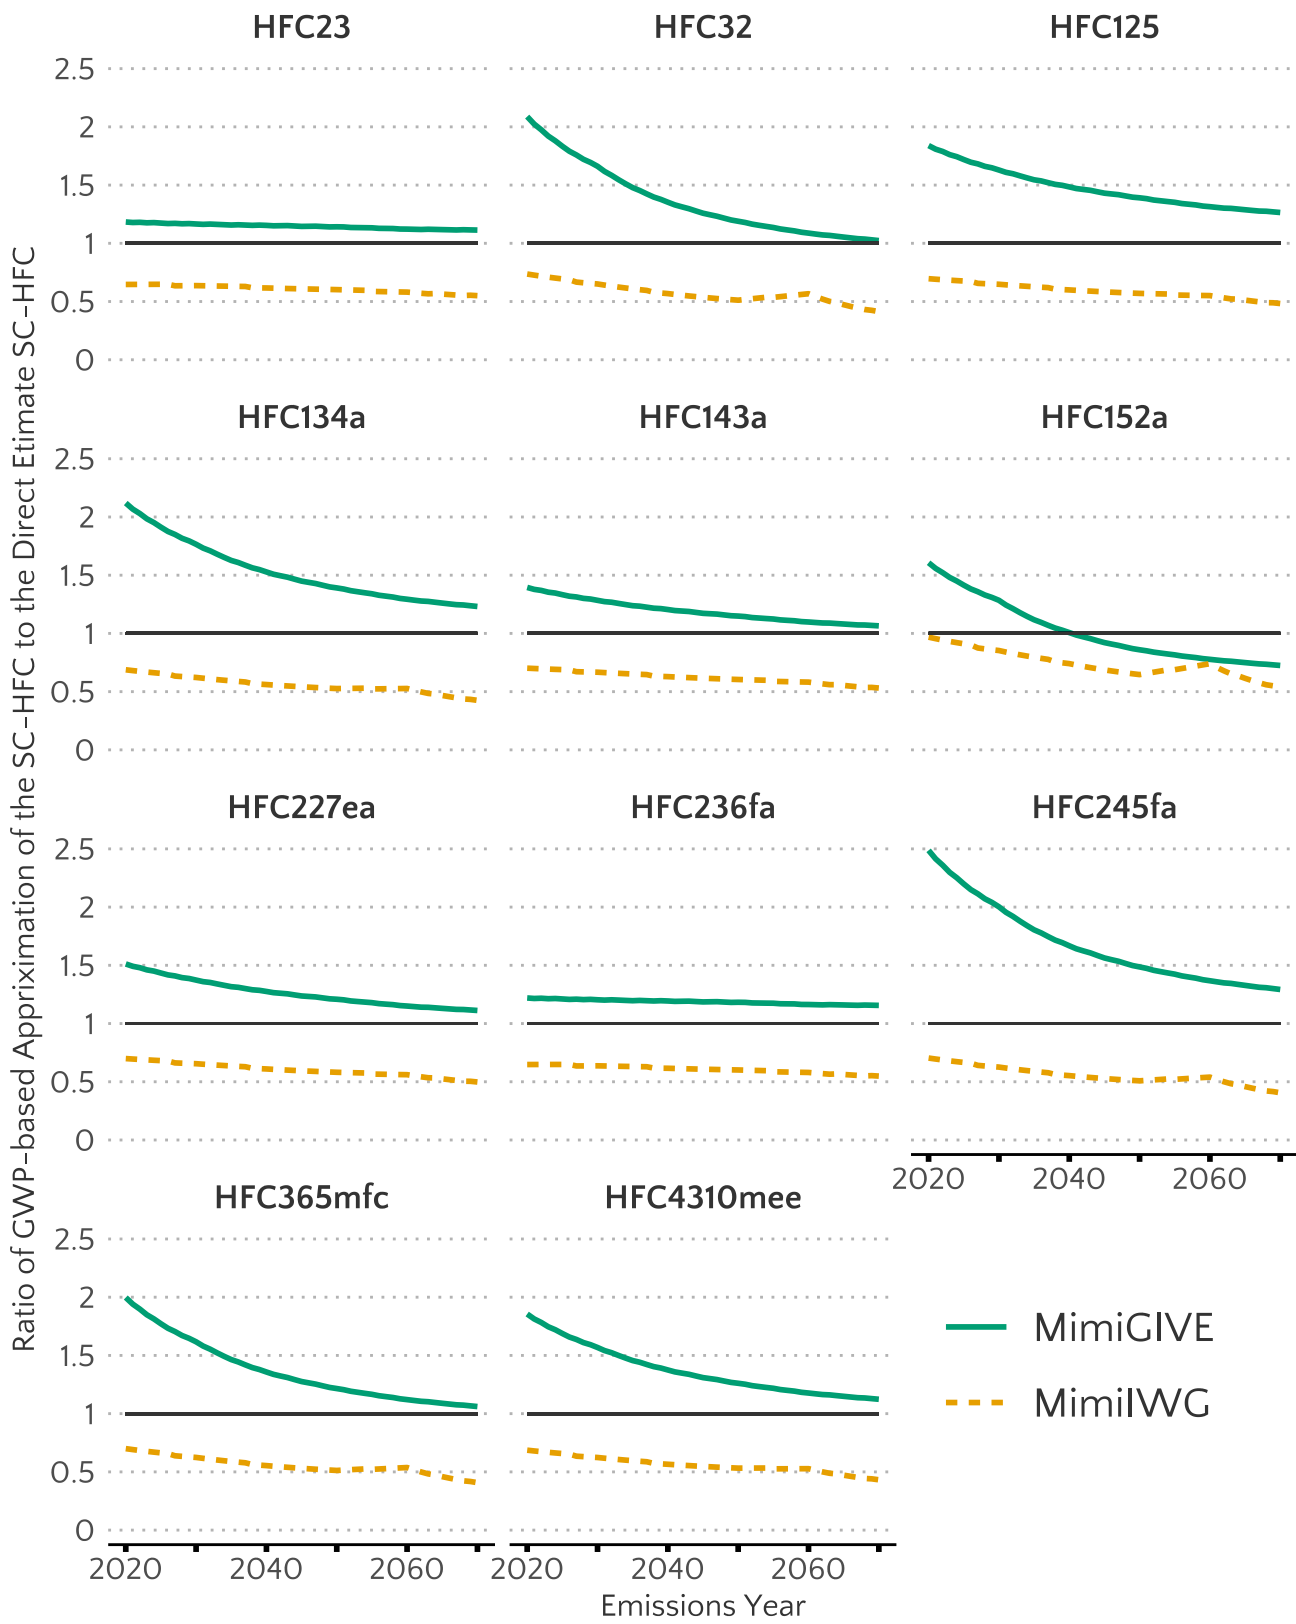 HFC23 HFC32 HFC125
2.5
2
1.5
1
0.5
0
HFC134a HFC143a HFC152a
2.5
2
1.5
1
0.5
0
HFC227ea HFC236fa HFC245fa
2.5
2
1.5
1
0.5
0
2020 2040 2060
HFC365mfc HFC4310mee
2.5
2
1.5
1
0.5
0
2020 2040 2060 2020 2040 2060
Emissions Year
Ratio of GWP-based Appriximation of the SC-HFC to the Direct Etimate SC-HFC
MimiGIVE
MimiIWG